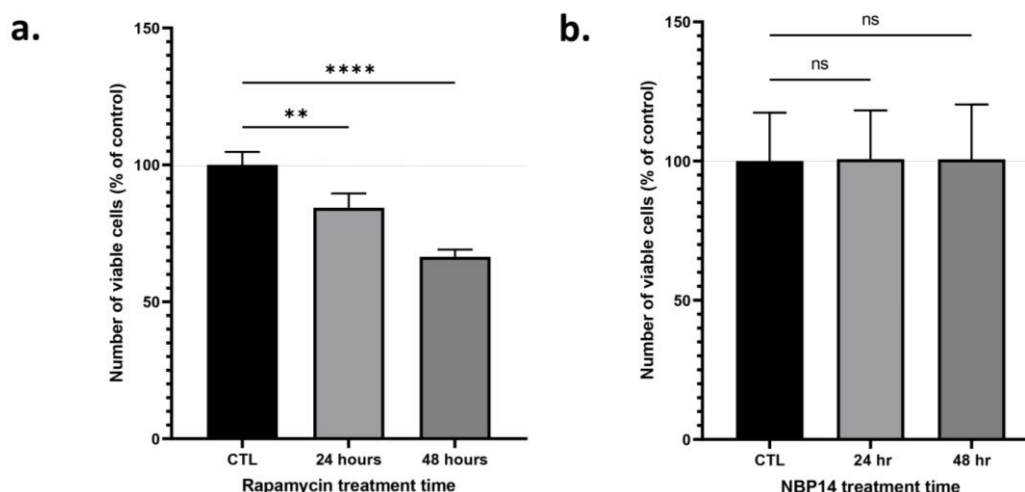 a.
Number of viable cells (% of control)
150
100
50
0
****
**
CTL
24 hours
48 hours
Rapamycin treatment time
b.
Number of viable cells (% of control)
150
100
50
0
ns
ns
CTL
24 hr
48 hr
NBP14 treatment time